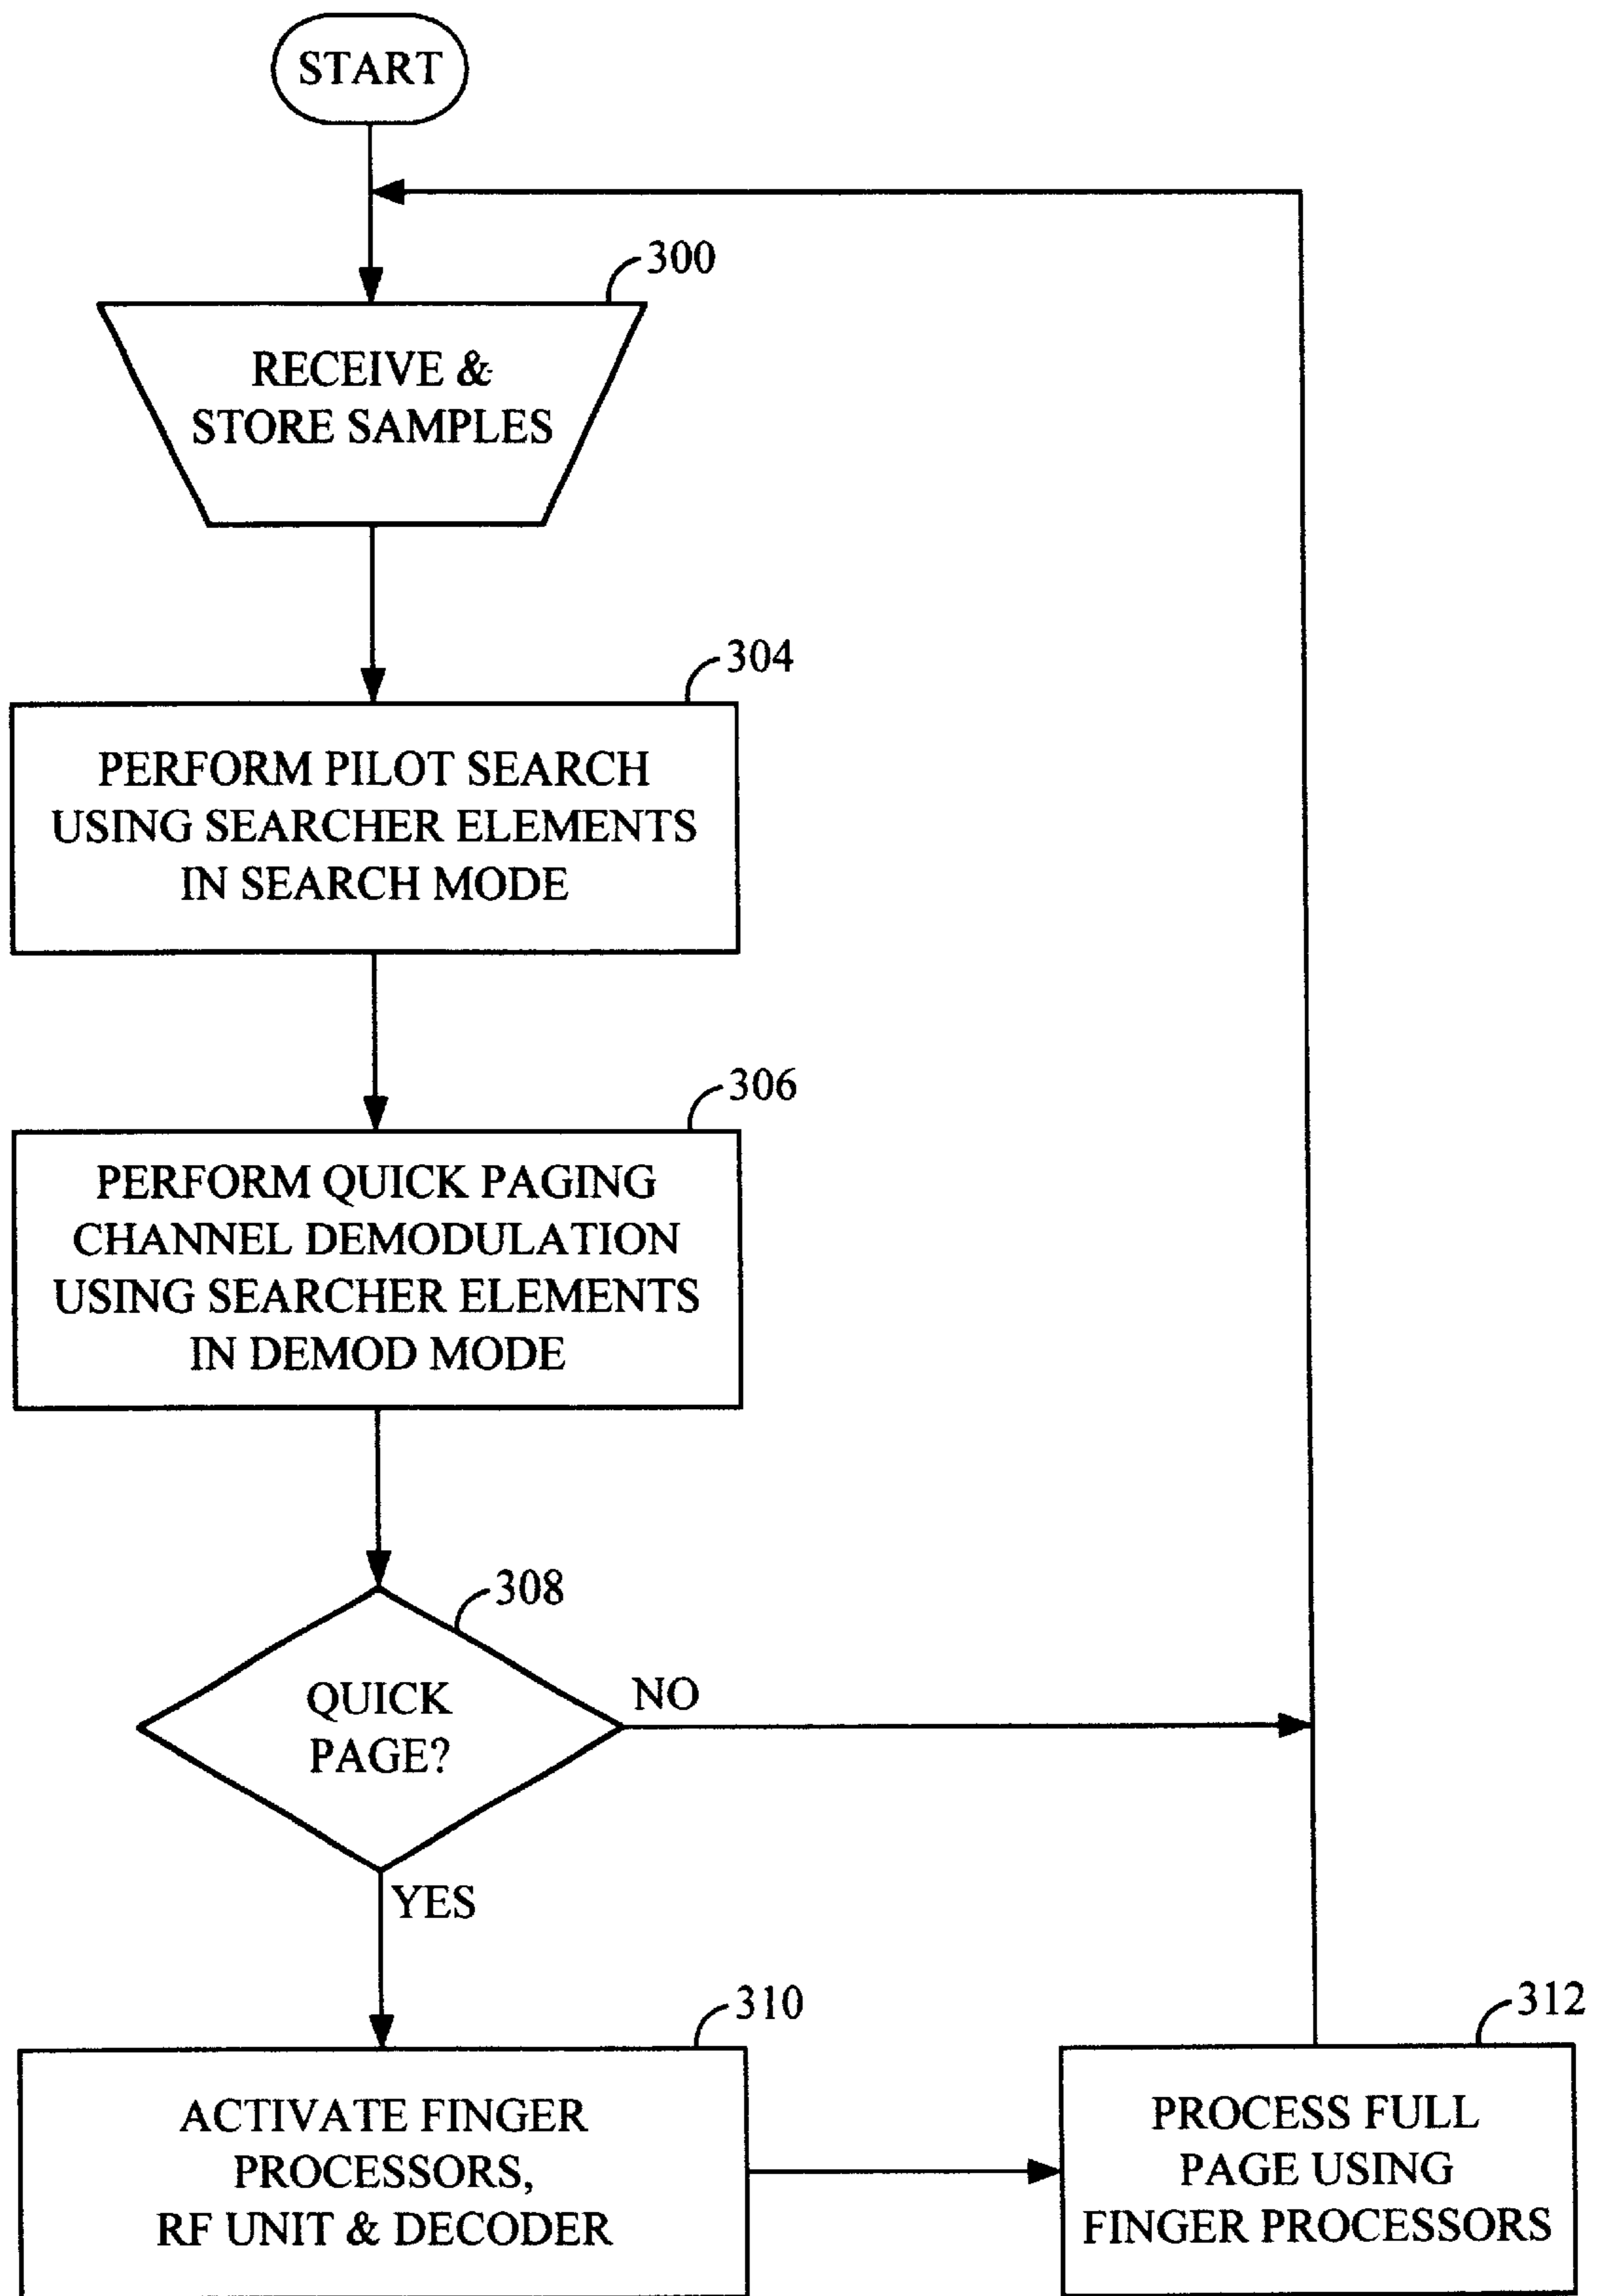 START
300
RECEIVE &
STORE SAMPLES
304
PERFORM PILOT SEARCH
USING SEARCHER ELEMENTS
IN SEARCH MODE
306
PERFORM QUICK PAGING
CHANNEL DEMODULATION
USING SEARCHER ELEMENTS
IN DEMOD MODE
308
QUICK
PAGE?
NO
YES
310
ACTIVATE FINGER
PROCESSORS,
RF UNIT & DECODER
312
PROCESS FULL
PAGE USING
FINGER PROCESSORS